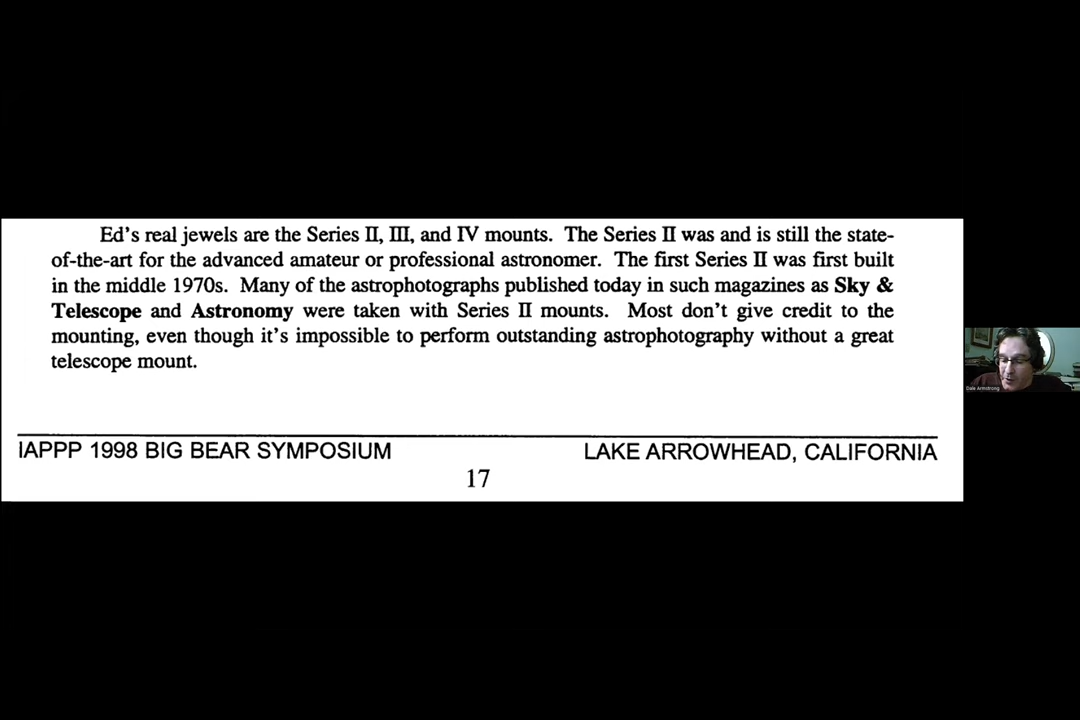 Ed's real jewels are the Series II, III, and IV mounts. The Series II was and is still the state-
of-the-art for the advanced amateur or professional astronomer. The first Series II was first built
in the middle 1970s. Many of the astrophotographs published today in such magazines as Sky &
Telescope and Astronomy were taken with Series II mounts. Most don't give credit to the
mounting, even though it's impossible to perform outstanding astrophotography without a great
telescope mount.
IAPPP 1998 BIG BEAR SYMPOSIUM
LAKE ARROWHEAD, CALIFORNIA
17
Dale Armstrong